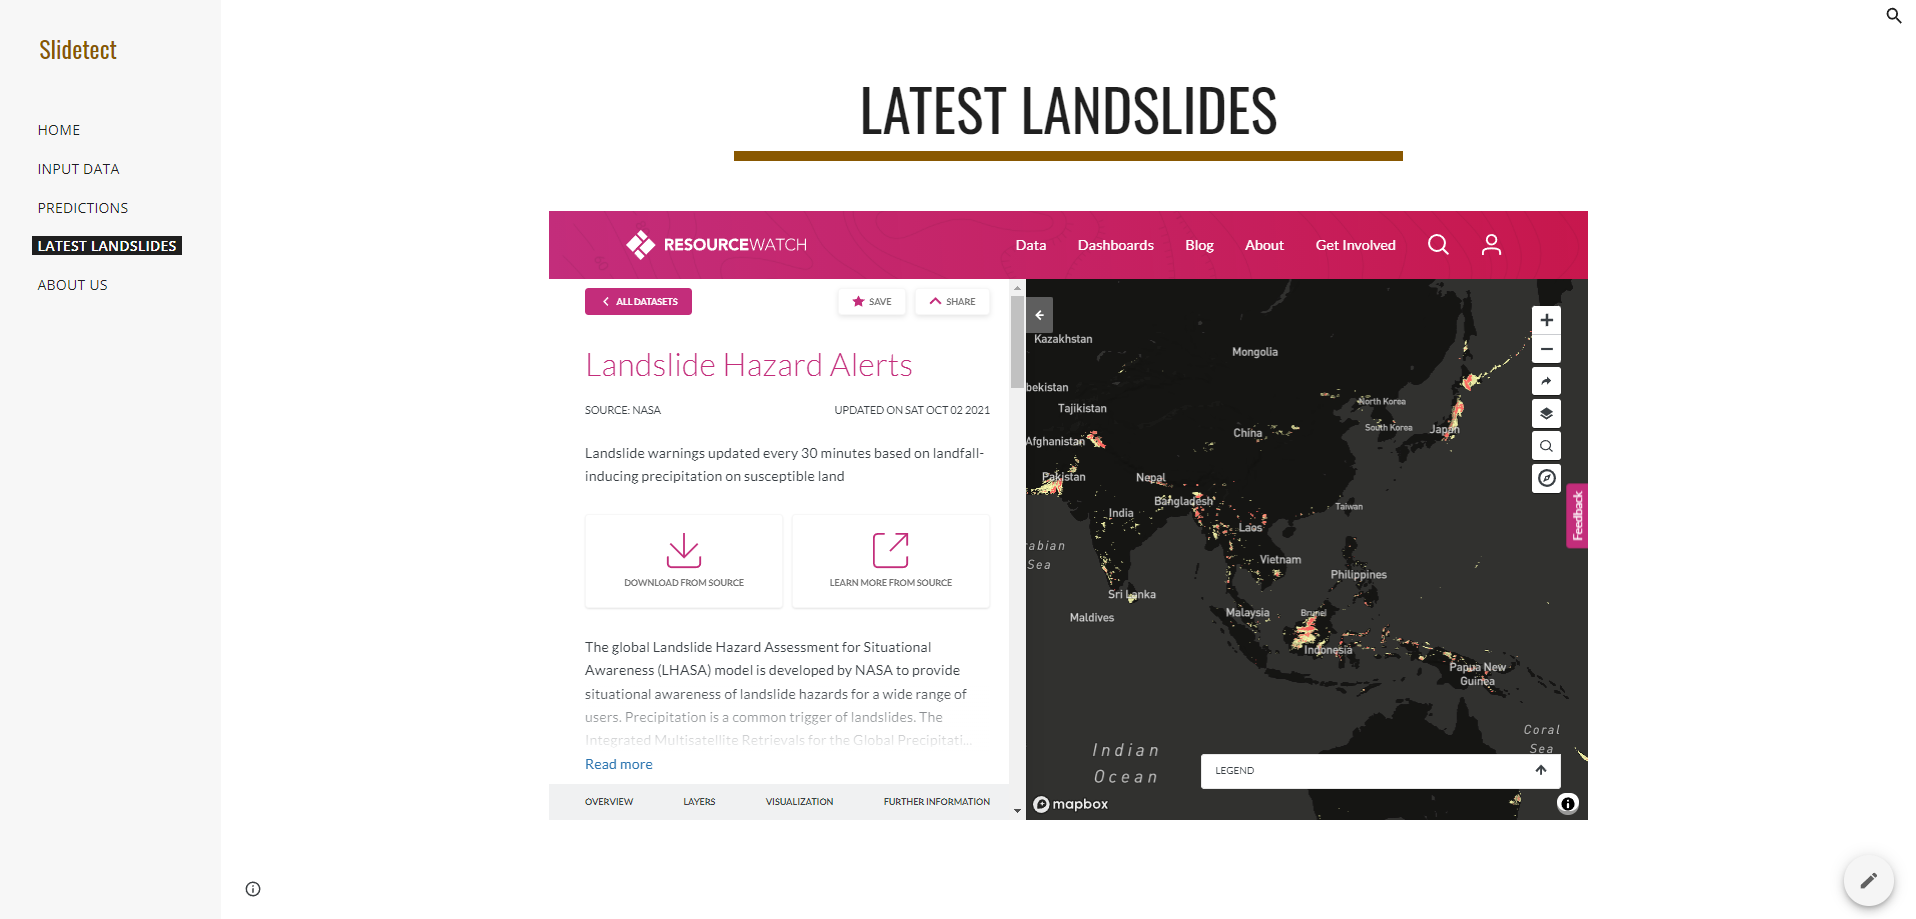 Slidetect
HOME
INPUT DATA
PREDICTIONS
LATEST LANDSLIDES
ABOUT US
LATEST LANDSLIDES
RESOURCEWATCH
Data
Dashboards
Blog
About
Get Involved
ALL DATASETS
SAVE
SHARE
Landslide Hazard Alerts
SOURCE: NASA
UPDATED ON SAT OCT 02 2021
Landslide warnings updated every 30 minutes based on landfall-
inducing precipitation on susceptible land
DOWNLOAD FROM SOURCE
LEARN MORE FROM SOURCE
The global Landslide Hazard Assessment for Situational
Awareness (LHASA) model is developed by NASA to provide
situational awareness of landslide hazards for a wide range of
users. Precipitation is a common trigger of landslides. The
Integrated Multisatellite Retrievals for the Global Precipitati...
Read more
OVERVIEW
LAYERS
VISUALIZATION
FURTHER INFORMATION
Kazakhstan
Mongolia
bekistan
Tajikistan
North Korea
South Korea
Japan
China
Afghanistan
Pakistan
Nepal
Bangladesh
India
Taiwan
Laos
rabian
Sea
Vietnam
Philippines
Sri Lanka
Maldives
Malaysia
Brunei
Indonesia
Papua New
Guinea
Coral
Sea
Indian
Ocean
LEGEND
mapbox
Feedback